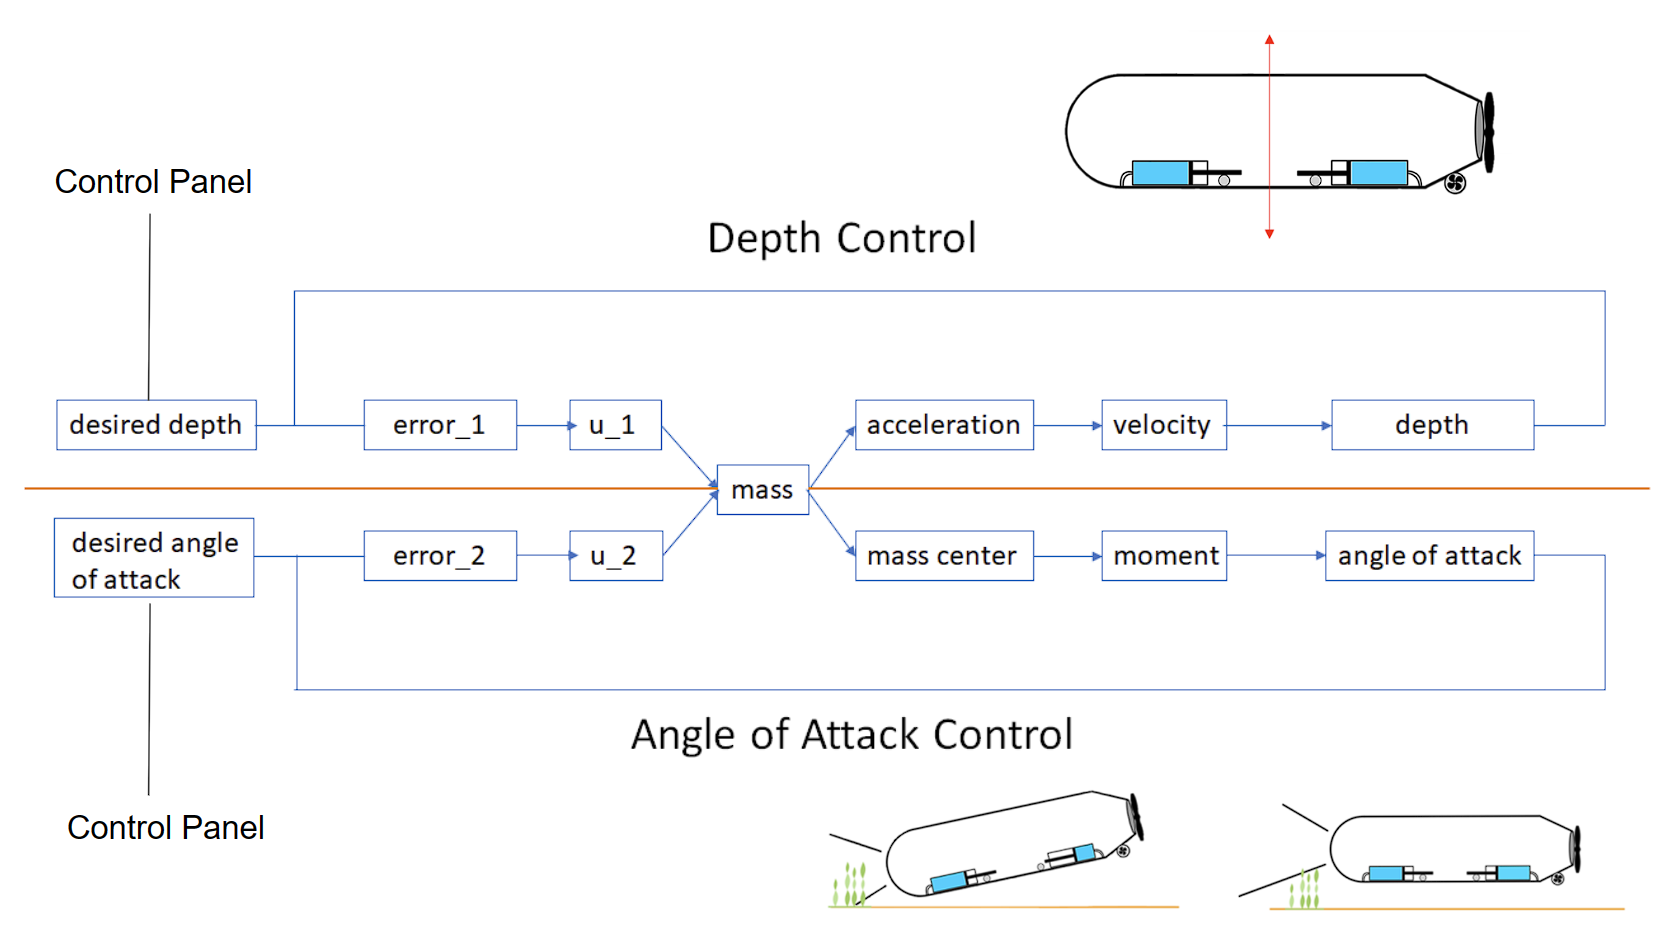 Control Panel
Depth Control
desired depth
error_1
u_1
acceleration
velocity
depth
mass
desired angle
of attack
error_2
u_2
mass center
moment
angle of attack
Angle of Attack Control
Control Panel